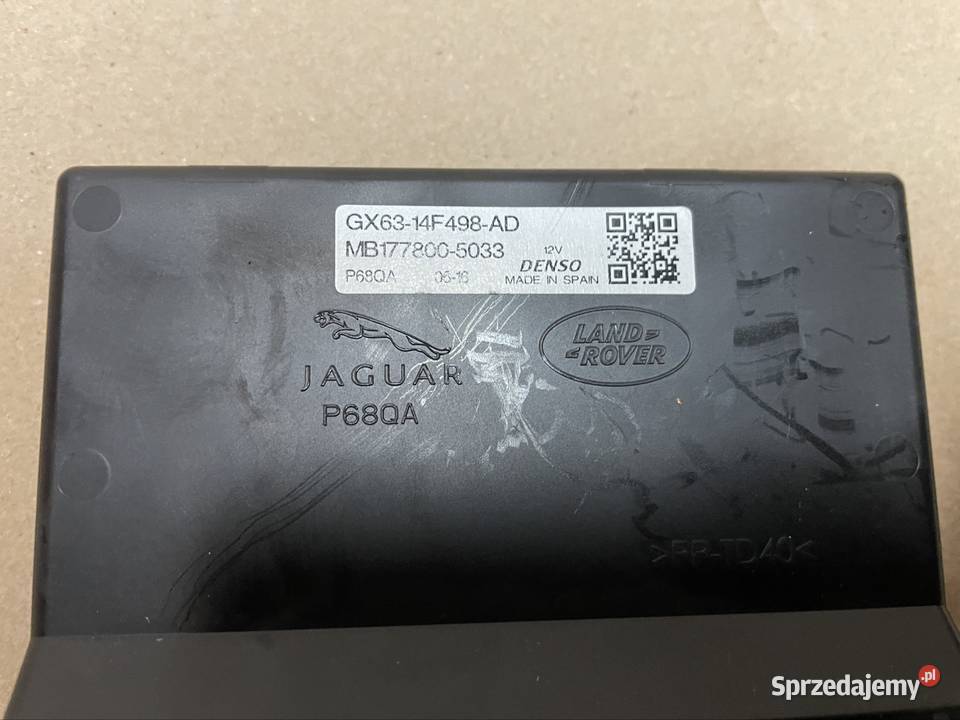 GX63-14F498-AD
MB177800-5033
12V
DENSO
P68QA 06-16 MADE IN SPAIN
JAGUAR
LAND
ROVER
P68QA
>PP-TD40<
Sprzedajemy.pl